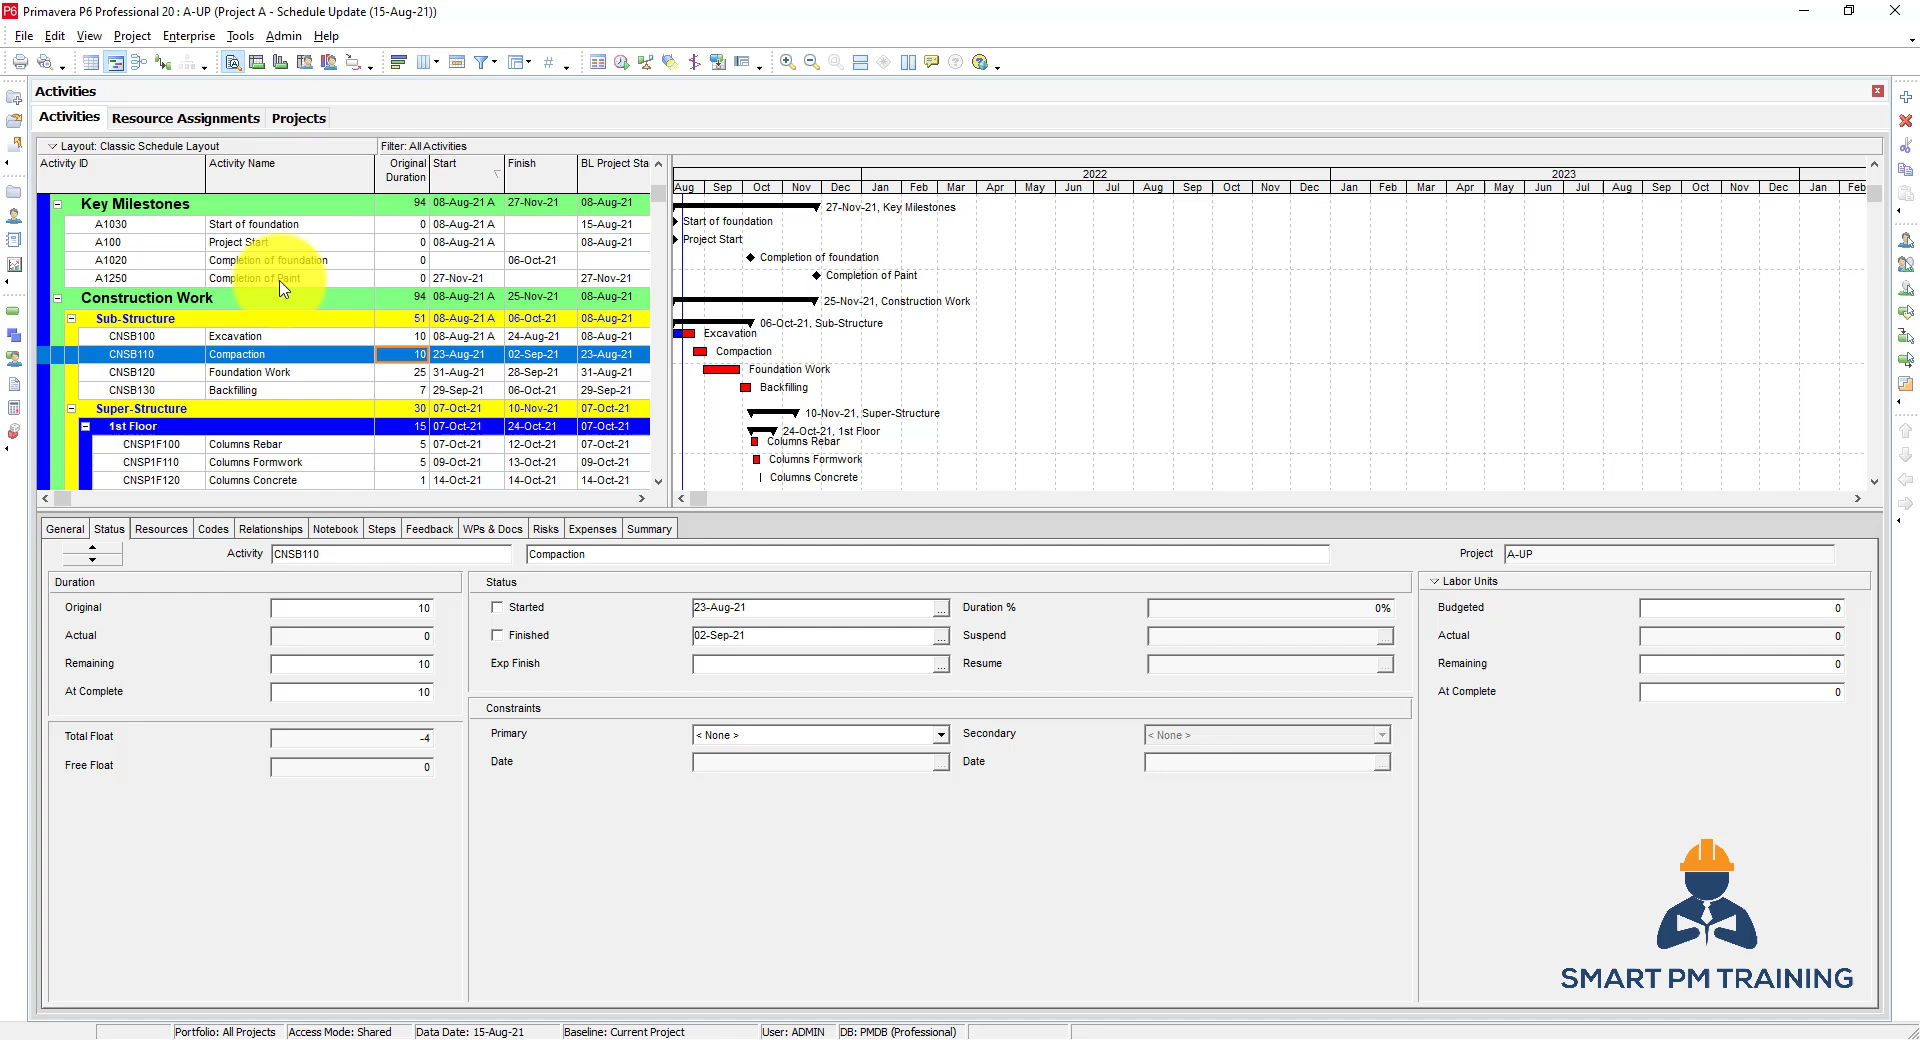 Primavera P6 Professional 20 : A-UP (Project A - Schedule Update (15-Aug-21))
File Edit View Project Enterprise Tools Admin Help
Activities
Activities Resource Assignments Projects
Layout: Classic Schedule Layout Filter: All Activities
Activity ID Activity Name Original Duration Start Finish BL Project Sta
2022 2023
Aug Sep Oct Nov Dec Jan Feb Mar Apr May Jun Jul Aug Sep Oct Nov Dec Jan Feb Mar Apr May Jun Jul Aug Sep Oct Nov Dec Jan Feb
Key Milestones 94 08-Aug-21 A 27-Nov-21 08-Aug-21 27-Nov-21, Key Milestones
A1030 Start of foundation 0 08-Aug-21 A 15-Aug-21 Start of foundation
A100 Project Start 0 08-Aug-21 A 08-Aug-21 Project Start
A1020 Completion of foundation 0 06-Oct-21 Completion of foundation
A1250 Completion of Paint 0 27-Nov-21 27-Nov-21 Completion of Paint
Construction Work 94 08-Aug-21 A 25-Nov-21 08-Aug-21 25-Nov-21, Construction Work
Sub-Structure 51 08-Aug-21 A 06-Oct-21 08-Aug-21 06-Oct-21, Sub-Structure
CNSB100 Excavation 10 08-Aug-21 A 24-Aug-21 08-Aug-21 Excavation
CNSB110 Compaction 10 23-Aug-21 02-Sep-21 23-Aug-21 Compaction
CNSB120 Foundation Work 25 31-Aug-21 28-Sep-21 31-Aug-21 Foundation Work
CNSB130 Backfilling 7 29-Sep-21 06-Oct-21 29-Sep-21 Backfilling
Super-Structure 30 07-Oct-21 10-Nov-21 07-Oct-21 10-Nov-21, Super-Structure
1st Floor 15 07-Oct-21 24-Oct-21 07-Oct-21 24-Oct-21, 1st Floor
CNSP1F100 Columns Rebar 5 07-Oct-21 12-Oct-21 07-Oct-21 Columns Rebar
CNSP1F110 Columns Formwork 5 09-Oct-21 13-Oct-21 09-Oct-21 Columns Formwork
CNSP1F120 Columns Concrete 1 14-Oct-21 14-Oct-21 14-Oct-21 Columns Concrete
General Status Resources Codes Relationships Notebook Steps Feedback WPs & Docs Risks Expenses Summary
Activity CNSB110 Compaction Project A-UP
Duration Status Labor Units
Original 10 Started 23-Aug-21 ... Duration % 0% Budgeted 0
Actual 0 Finished 02-Sep-21 ... Suspend ... Actual 0
Remaining 10 Exp Finish ... Resume ... Remaining 0
At Complete 10 At Complete 0
Constraints
Total Float -4 Primary < None > Secondary < None >
Free Float 0 Date ... Date ...
SMART PM TRAINING
Portfolio: All Projects Access Mode: Shared Data Date: 15-Aug-21 Baseline: Current Project User: ADMIN DB: PMDB (Professional)